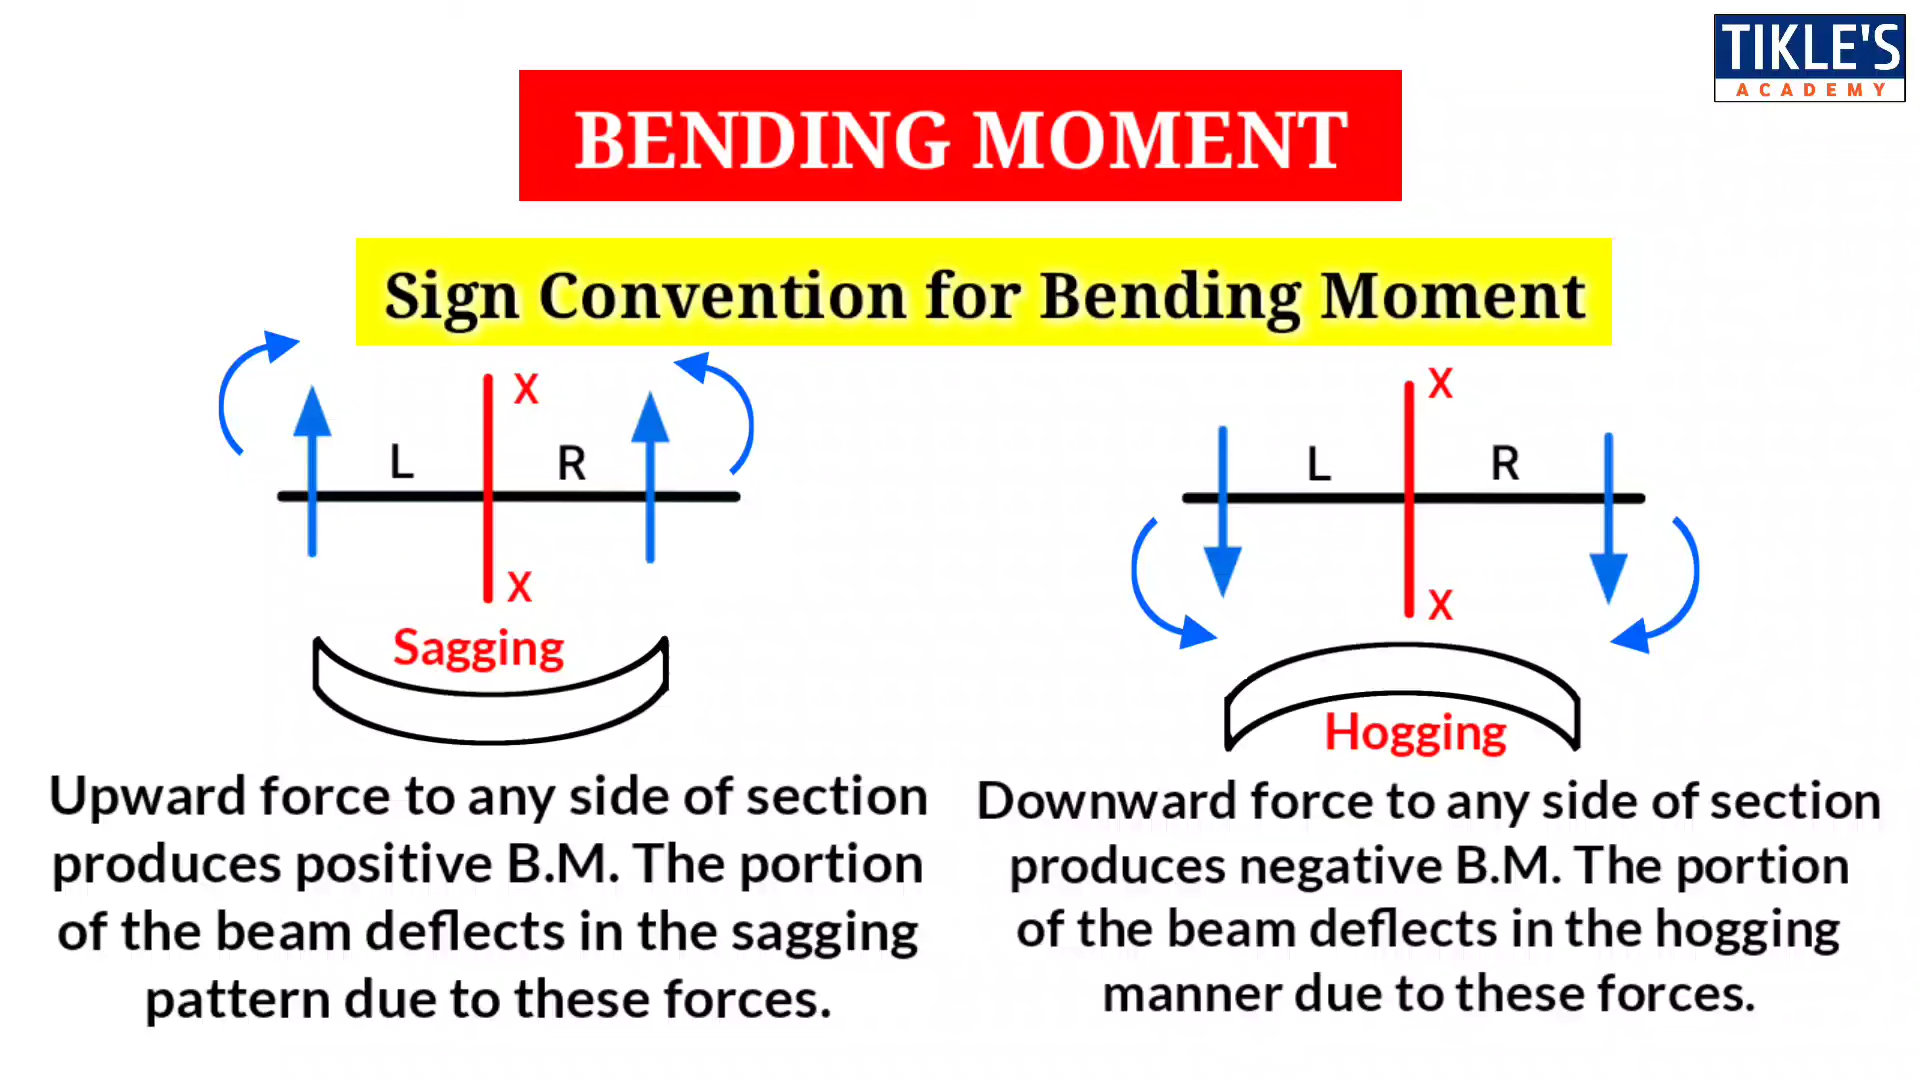 TIKLE'S
ACADEMY
BENDING MOMENT
Sign Convention for Bending Moment
X
L
R
X
Sagging
Upward force to any side of section
produces positive B.M. The portion
of the beam deflects in the sagging
pattern due to these forces.
X
L
R
X
Hogging
Downward force to any side of section
produces negative B.M. The portion
of the beam deflects in the hogging
manner due to these forces.